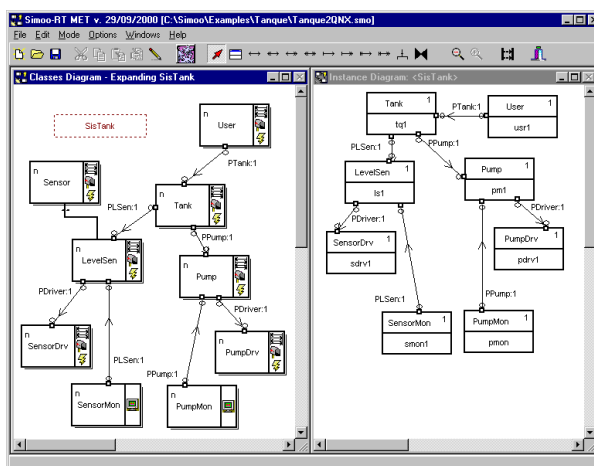 Simoo-RT MET v. 29/09/2000 [C:\Simoo\Examples\Tanque\Tanque2QNX.smo]
File Edit Mode Options Windows Help
Classes Diagram - Expanding SisTank
SisTank
n
User
PTank:1
n
Sensor
n
Tank
PLSen:1
PPump:1
n
LevelSen
n
Pump
PDriver:1
PDriver:1
n
SensorDrv
n
PumpDrv
PLSen:1
PPump:1
n
SensorMon
n
PumpMon
Instance Diagram: <SisTank>
Tank 1
tq1
PTank:1
User 1
usr1
PLSen:1
PPump:1
LevelSen 1
ls1
Pump 1
pm1
PDriver:1
PDriver:1
SensorDrv 1
sdrv1
PumpDrv 1
pdrv1
PLSen:1
PPump:1
SensorMon 1
smon1
PumpMon 1
pmon